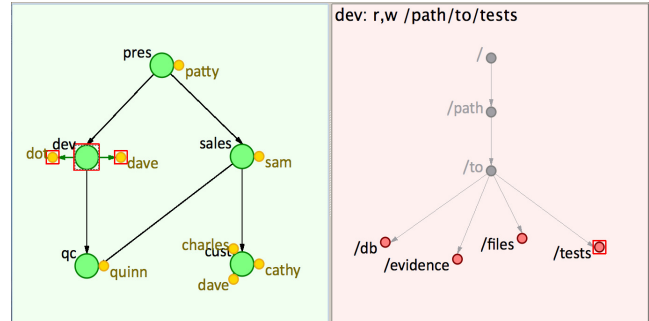 pres
patty
dot
dev
dave
sales
sam
qc
quinn
charles
cust
cathy
dave
dev: r,w /path/to/tests
/
/path
/to
/db
/evidence
/files
/tests